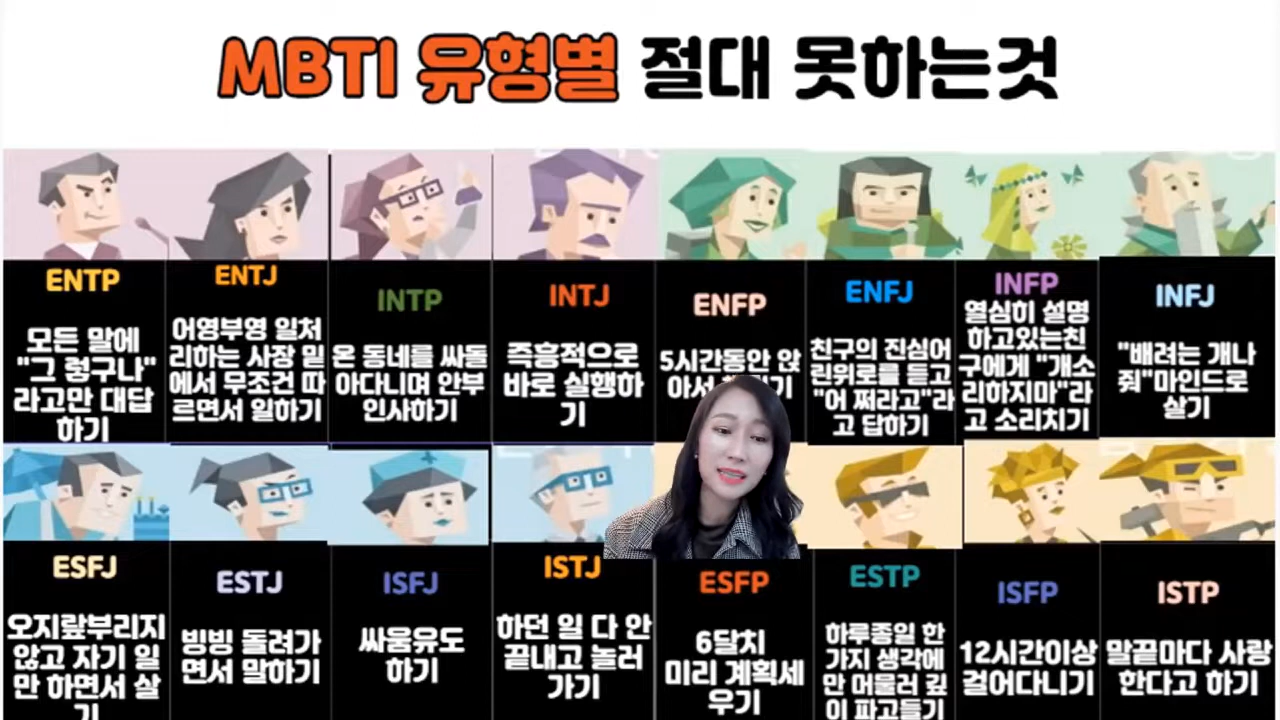 MBTI 유형별 절대 못하는것
ENTP
모든 말에
"그 렇구나"
라고만 대답
하기
ENTJ
어영부영 일처
리하는 사장 밑
에서 무조건 따
르면서 일하기
INTP
온 동네를 싸돌
아다니며 안부
인사하기
INTJ
즉흥적으로
바로 실행하
기
ENFP
5시간동안 앉
아서
기
ENFJ
친구의 진심어
린위로를 듣고
"어 쩌라고"라
고 답하기
INFP
열심히 설명
하고있는친
구에게 "개소
리하지마"라
고 소리치기
INFJ
"배려는 개나
줘"마인드로
살기
ESFJ
오지랖부리지
않고 자기 일
만 하면서 살
기
ESTJ
빙빙 돌려가
면서 말하기
ISFJ
싸움유도
하기
ISTJ
하던 일 다 안
끝내고 놀러
가기
ESFP
6달치
미리 계획세
우기
ESTP
하루종일 한
가지 생각에
만 머물러 깊
이 파고들기
ISFP
12시간이상
걸어다니기
ISTP
말끝마다 사랑
한다고 하기